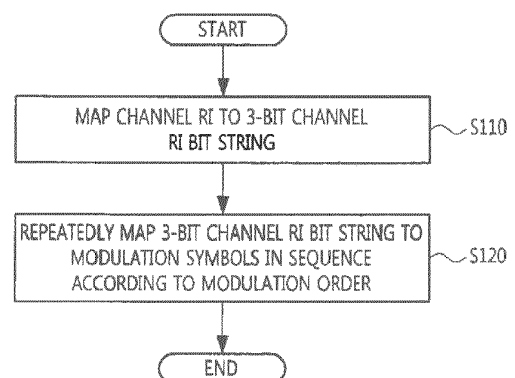 START
MAP CHANNEL RI TO 3-BIT CHANNEL
RI BIT STRING
S110
REPEATEDLY MAP 3-BIT CHANNEL RI BIT STRING TO
MODULATION SYMBOLS IN SEQUENCE
ACCORDING TO MODULATION ORDER
S120
END